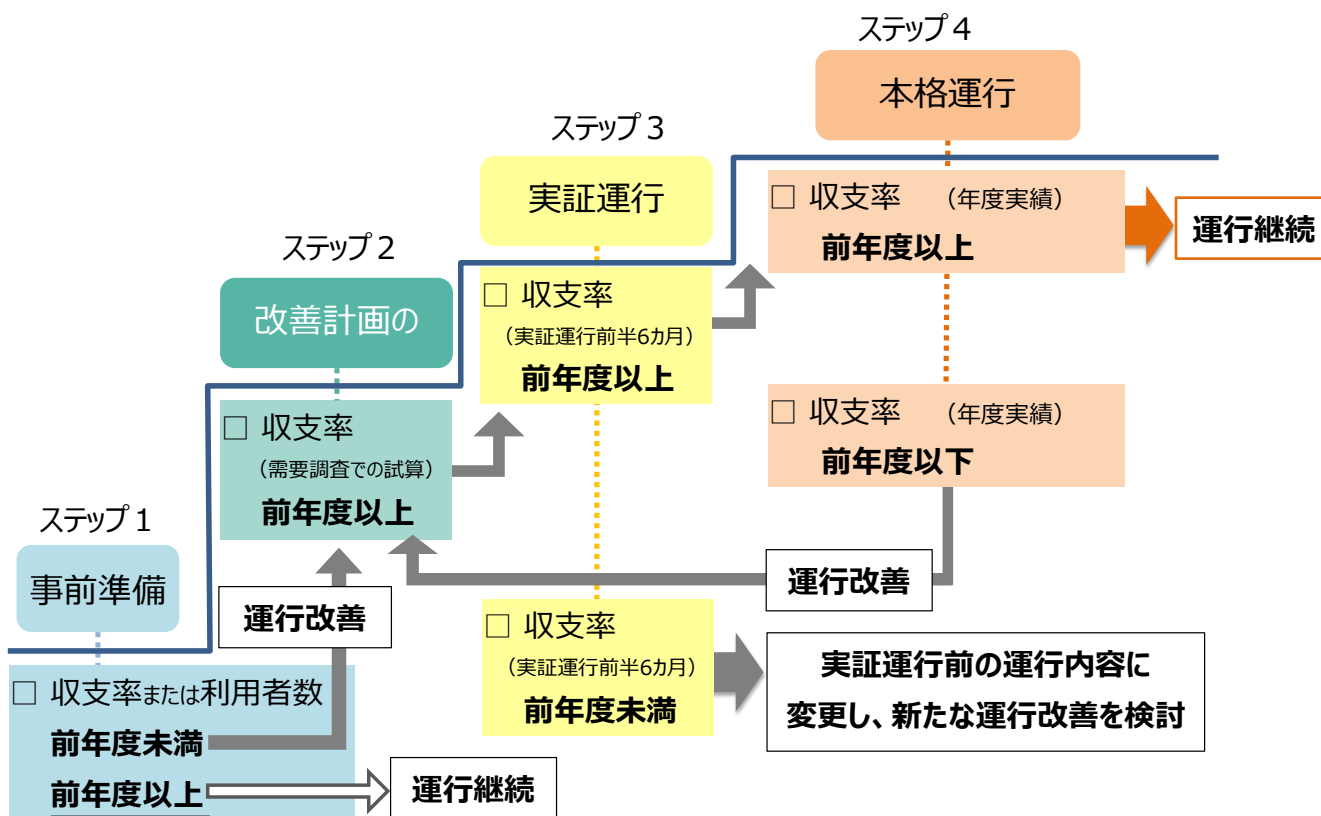 ステップ１
事前準備
□ 収支率または利用者数
前年度未満
前年度以上
運行改善
運行継続
ステップ２
改善計画の
□ 収支率
（需要調査での試算）
前年度以上
ステップ３
実証運行
□ 収支率
（実証運行前半6カ月）
前年度以上
□ 収支率
（実証運行前半6カ月）
前年度未満
実証運行前の運行内容に
変更し、新たな運行改善を検討
ステップ４
本格運行
□ 収支率 （年度実績）
前年度以上
運行継続
□ 収支率 （年度実績）
前年度以下
運行改善